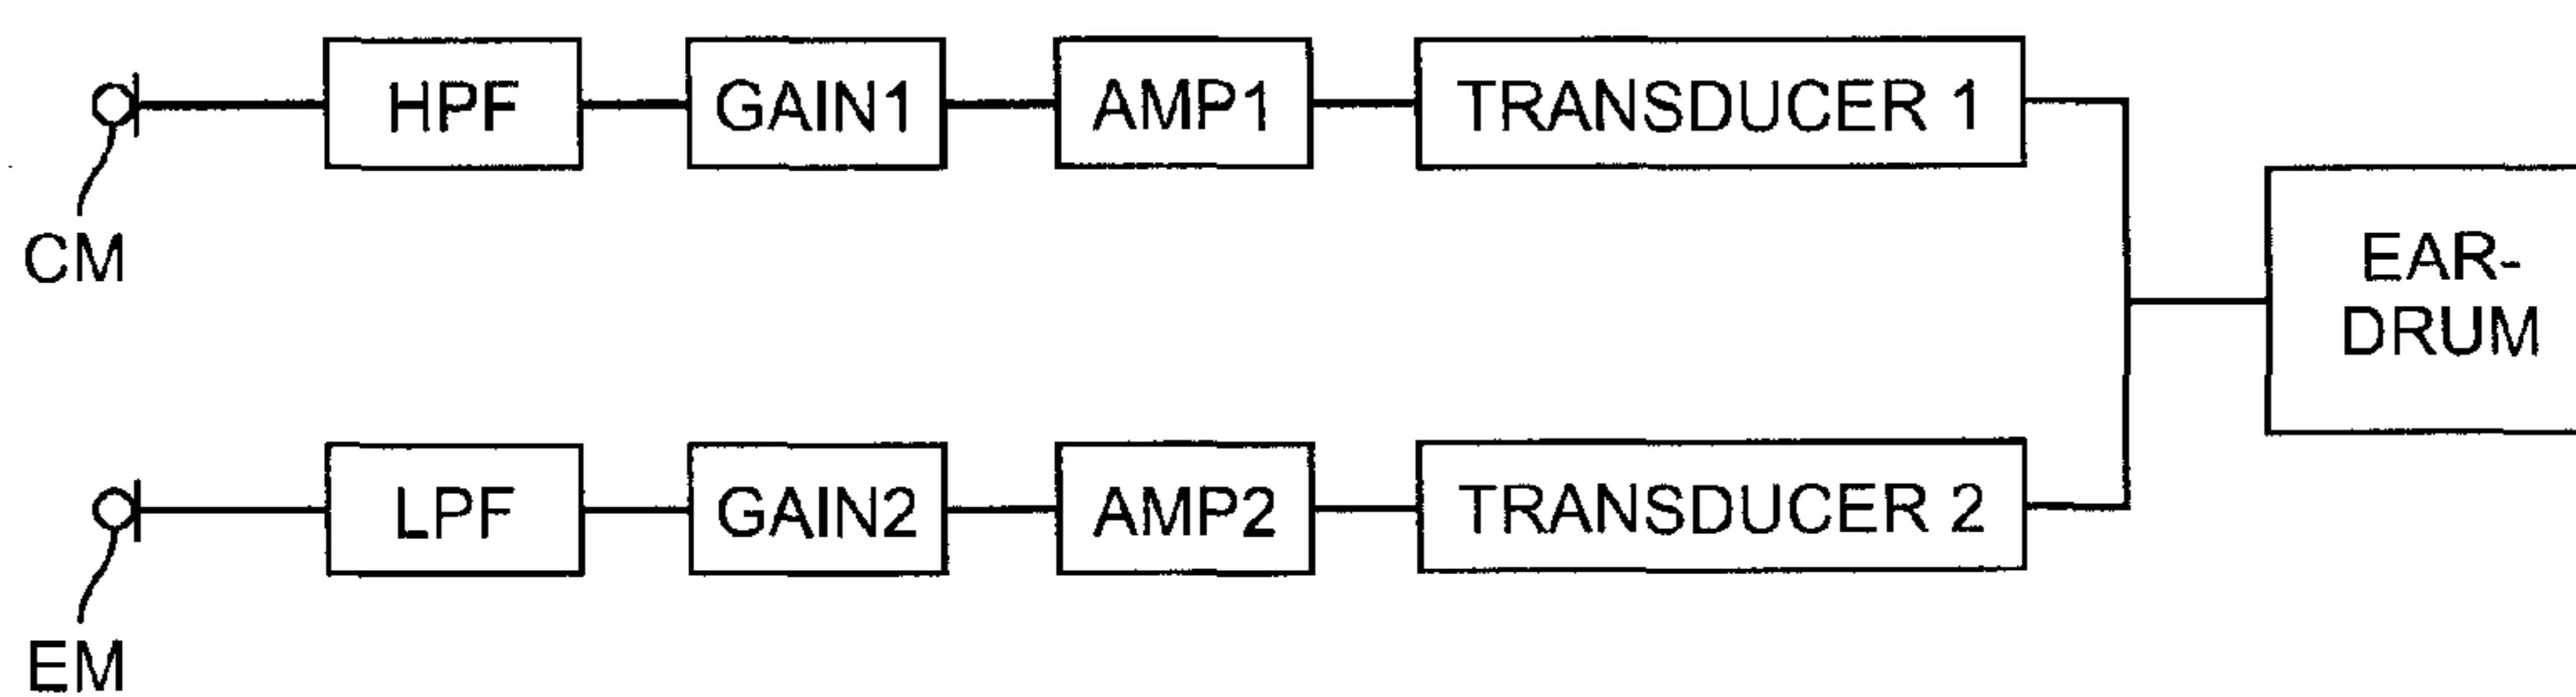 HPF
GAIN1
AMP1
TRANSDUCER 1
CM
EAR-
DRUM
LPF
GAIN2
AMP2
TRANSDUCER 2
EM